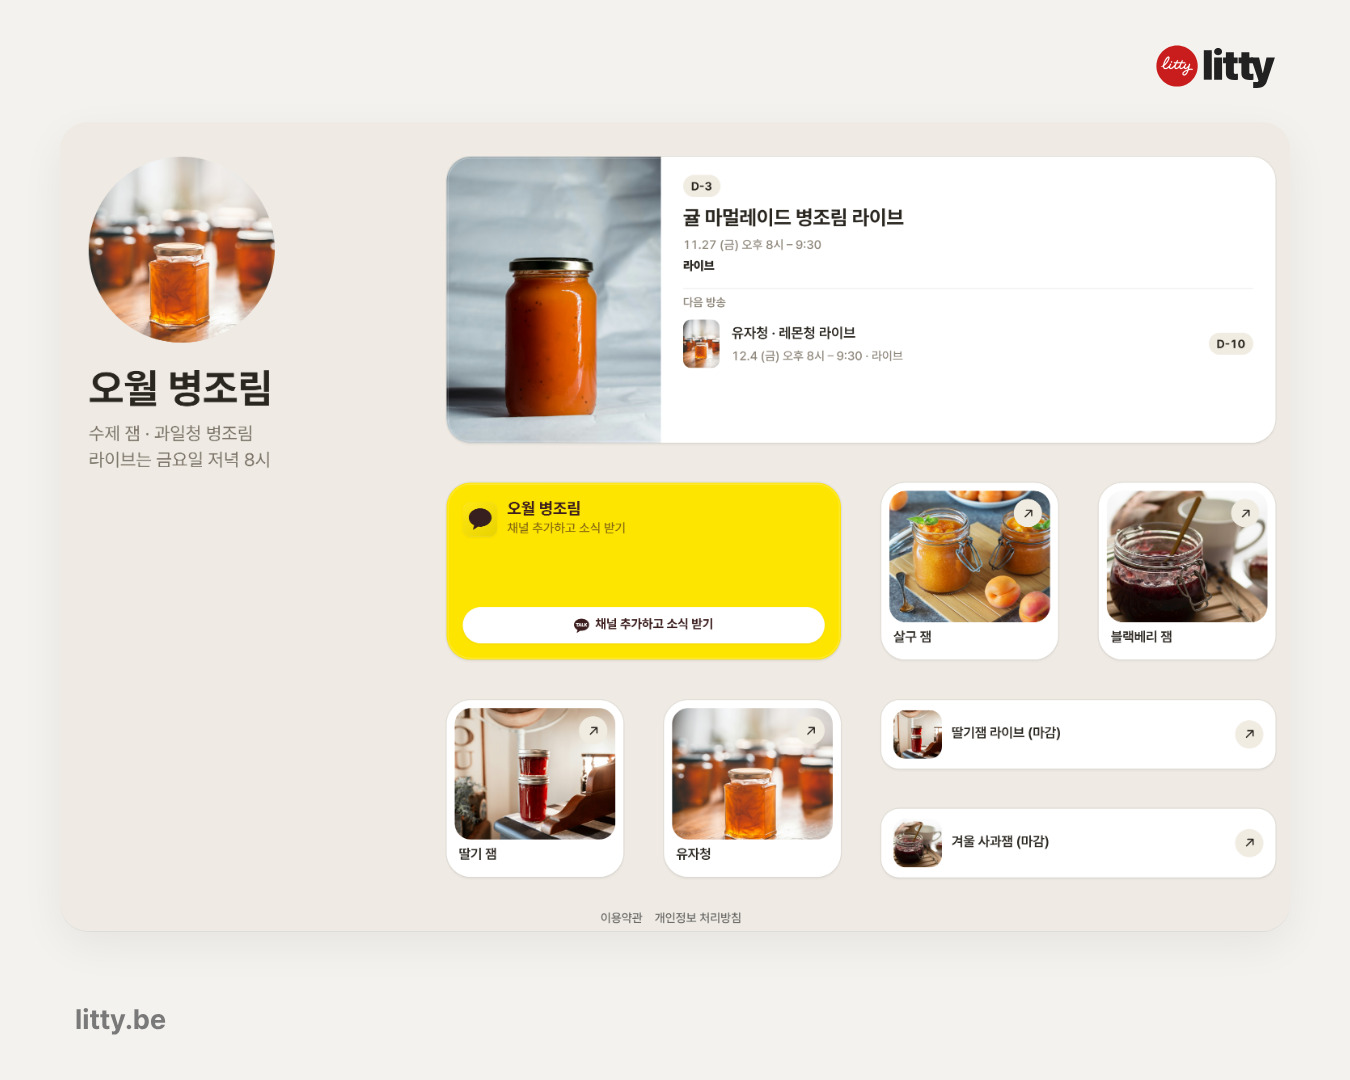 litty litty
오월 병조림
수제 잼 · 과일청 병조림
라이브는 금요일 저녁 8시
D-3
귤 마멀레이드 병조림 라이브
11.27 (금) 오후 8시 – 9:30
라이브
다음 방송
유자청 · 레몬청 라이브
12.4 (금) 오후 8시 – 9:30 · 라이브
D-10
오월 병조림
채널 추가하고 소식 받기
TALK 채널 추가하고 소식 받기
살구 잼
블랙베리 잼
딸기 잼
유자청
딸기잼 라이브 (마감)
겨울 사과잼 (마감)
이용약관 개인정보 처리방침
litty.be